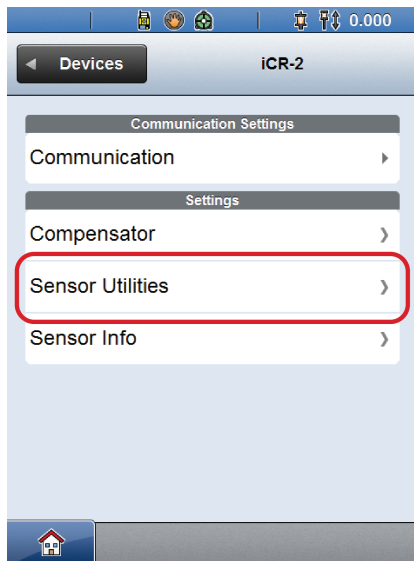 0.000
Devices
iCR-2
Communication Settings
Communication
Settings
Compensator
Sensor Utilities
Sensor Info